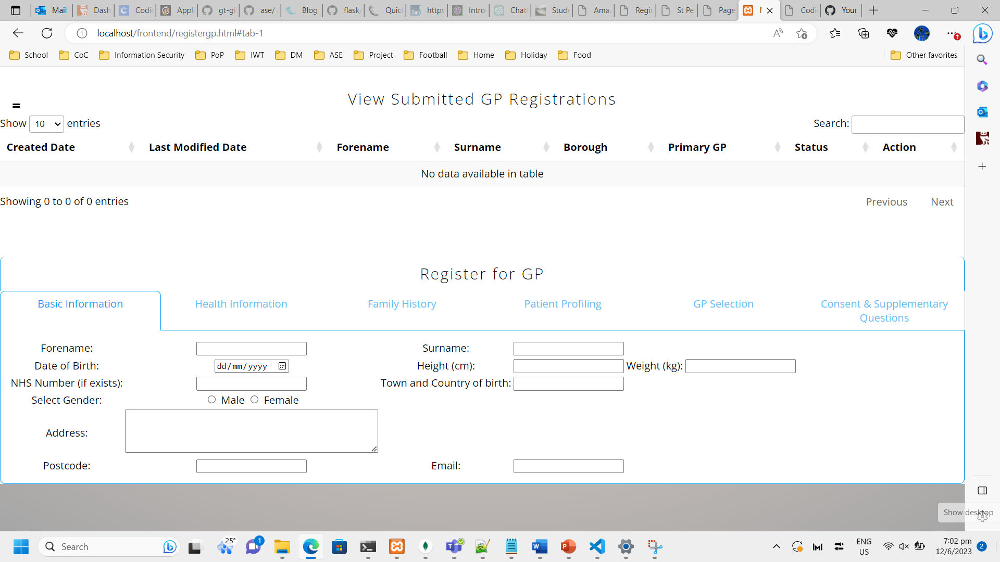 Mail
Dash
Codi
Appli
gt-gi
ase/
Blog
flask/
Quic
https
Intro
Chat
Stude
Amaz
Regis
St Pe
Page
Codi
Your
localhost/frontend/registergp.html#tab-1
School CoC Information Security PoP IWT DM ASE Project Football Home Holiday Food Other favorites
View Submitted GP Registrations
Show 10 entries Search:
Created Date Last Modified Date Forename Surname Borough Primary GP Status Action
No data available in table
Showing 0 to 0 of 0 entries Previous Next
Register for GP
Basic Information Health Information Family History Patient Profiling GP Selection Consent & Supplementary
Questions
Forename: Surname:
Date of Birth: dd/mm/yyyy Height (cm): Weight (kg):
NHS Number (if exists): Town and Country of birth:
Select Gender: Male Female
Address:
Postcode: Email:
Show desktop
Search 25° 1 ENG 7:02 pm
US 12/6/2023 2